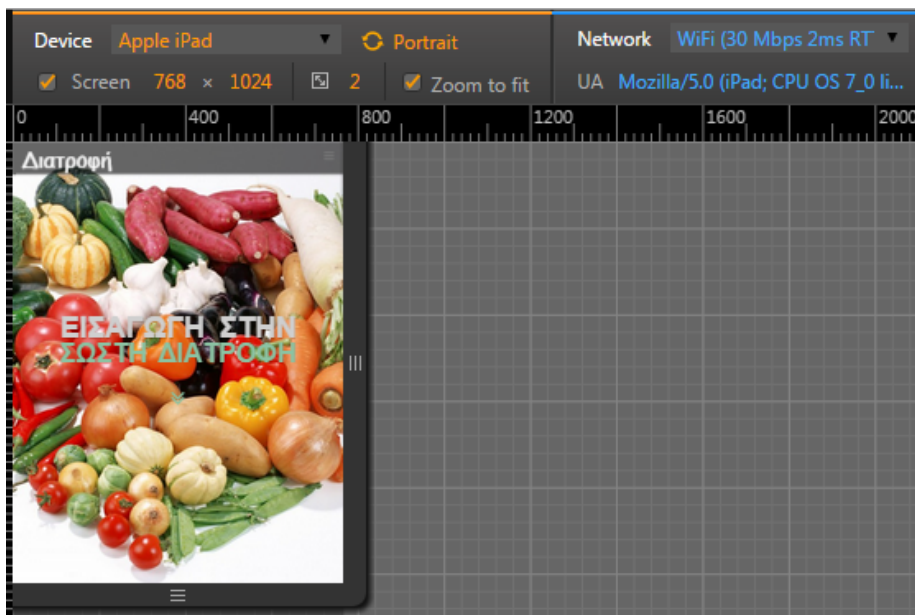 Device Apple iPad Portrait Network WiFi (30 Mbps 2ms RT
Screen 768 × 1024 2 Zoom to fit UA Mozilla/5.0 (iPad; CPU OS 7_0 li...
0 400 800 1200 1600 2000
Διατροφή
ΕΙΣΑΓΩΓΗ ΣΤΗΝ
ΣΩΣΤΗ ΔΙΑΤΡΟΦΗ